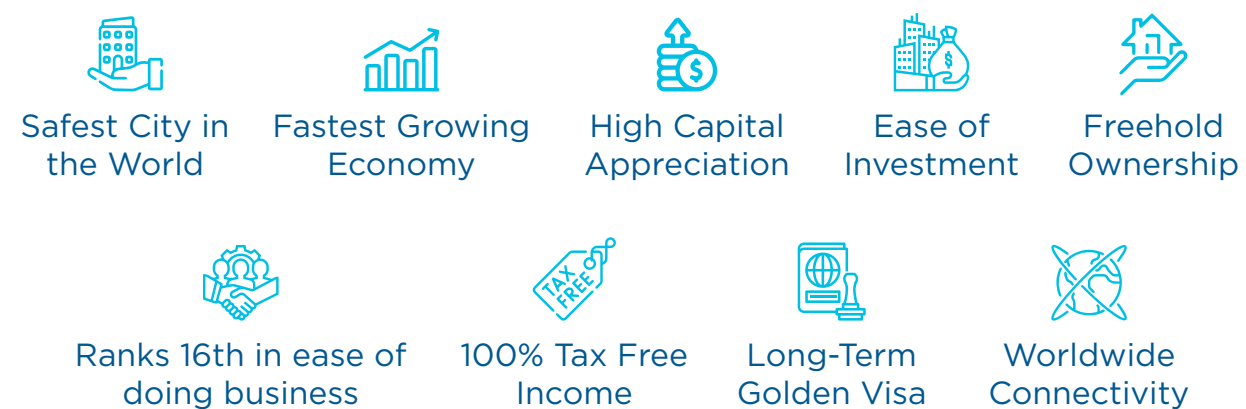 Safest City in
the World
Fastest Growing
Economy
High Capital
Appreciation
$
Ease of
Investment
$
Freehold
Ownership
Ranks 16th in ease of
doing business
TAX
FREE
100% Tax Free
Income
Long-Term
Golden Visa
Worldwide
Connectivity